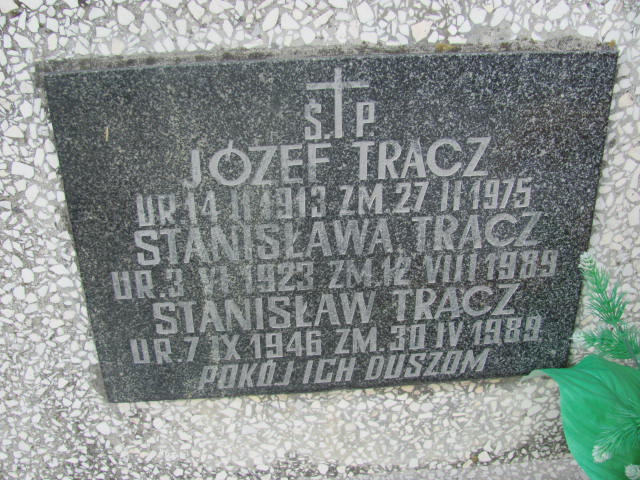 Ś. P.
JÓZEF TRACZ
UR. 14 II 1913 ZM. 27 II 1975
STANISŁAWA TRACZ
UR. 3 VI 1923 ZM. 12 VIII 1989
STANISŁAW TRACZ
UR. 7 IX 1946 ZM. 30 IV 1989
POKÓJ ICH DUSZOM